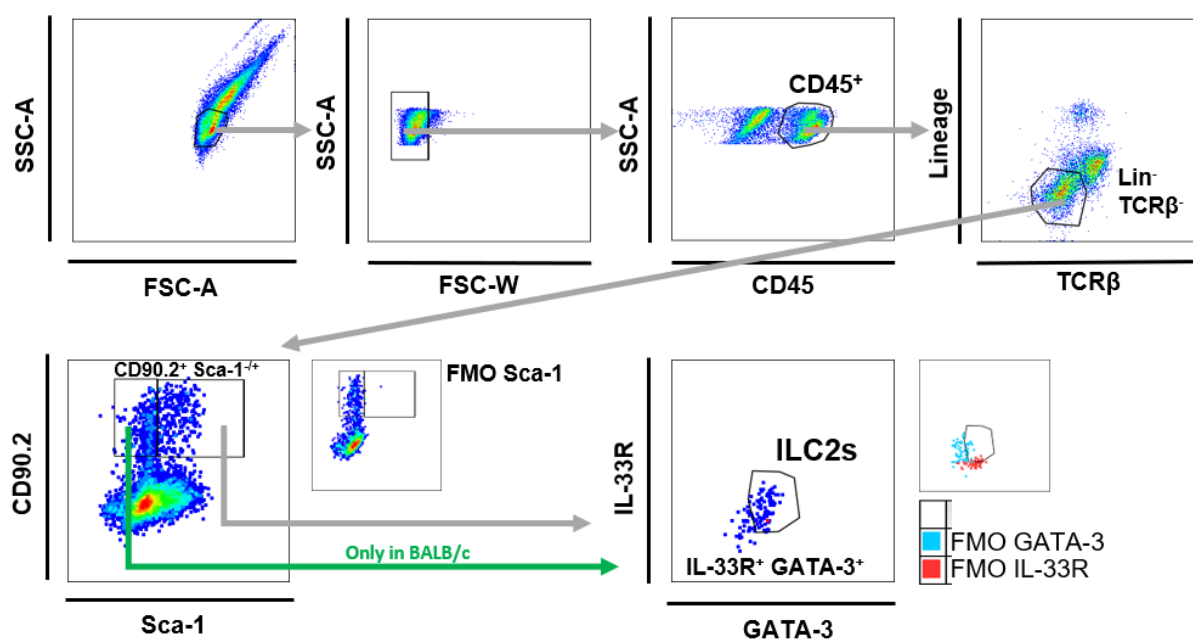 SSC-A
FSC-A
SSC-A
FSC-W
SSC-A
CD45⁺
CD45
Lineage
Lin⁻
TCRβ⁻
TCRβ
CD90.2
CD90.2⁺ Sca-1⁻/⁺
Sca-1
FMO Sca-1
Only in BALB/c
IL-33R
ILC2s
IL-33R⁺ GATA-3⁺
GATA-3
FMO GATA-3
FMO IL-33R